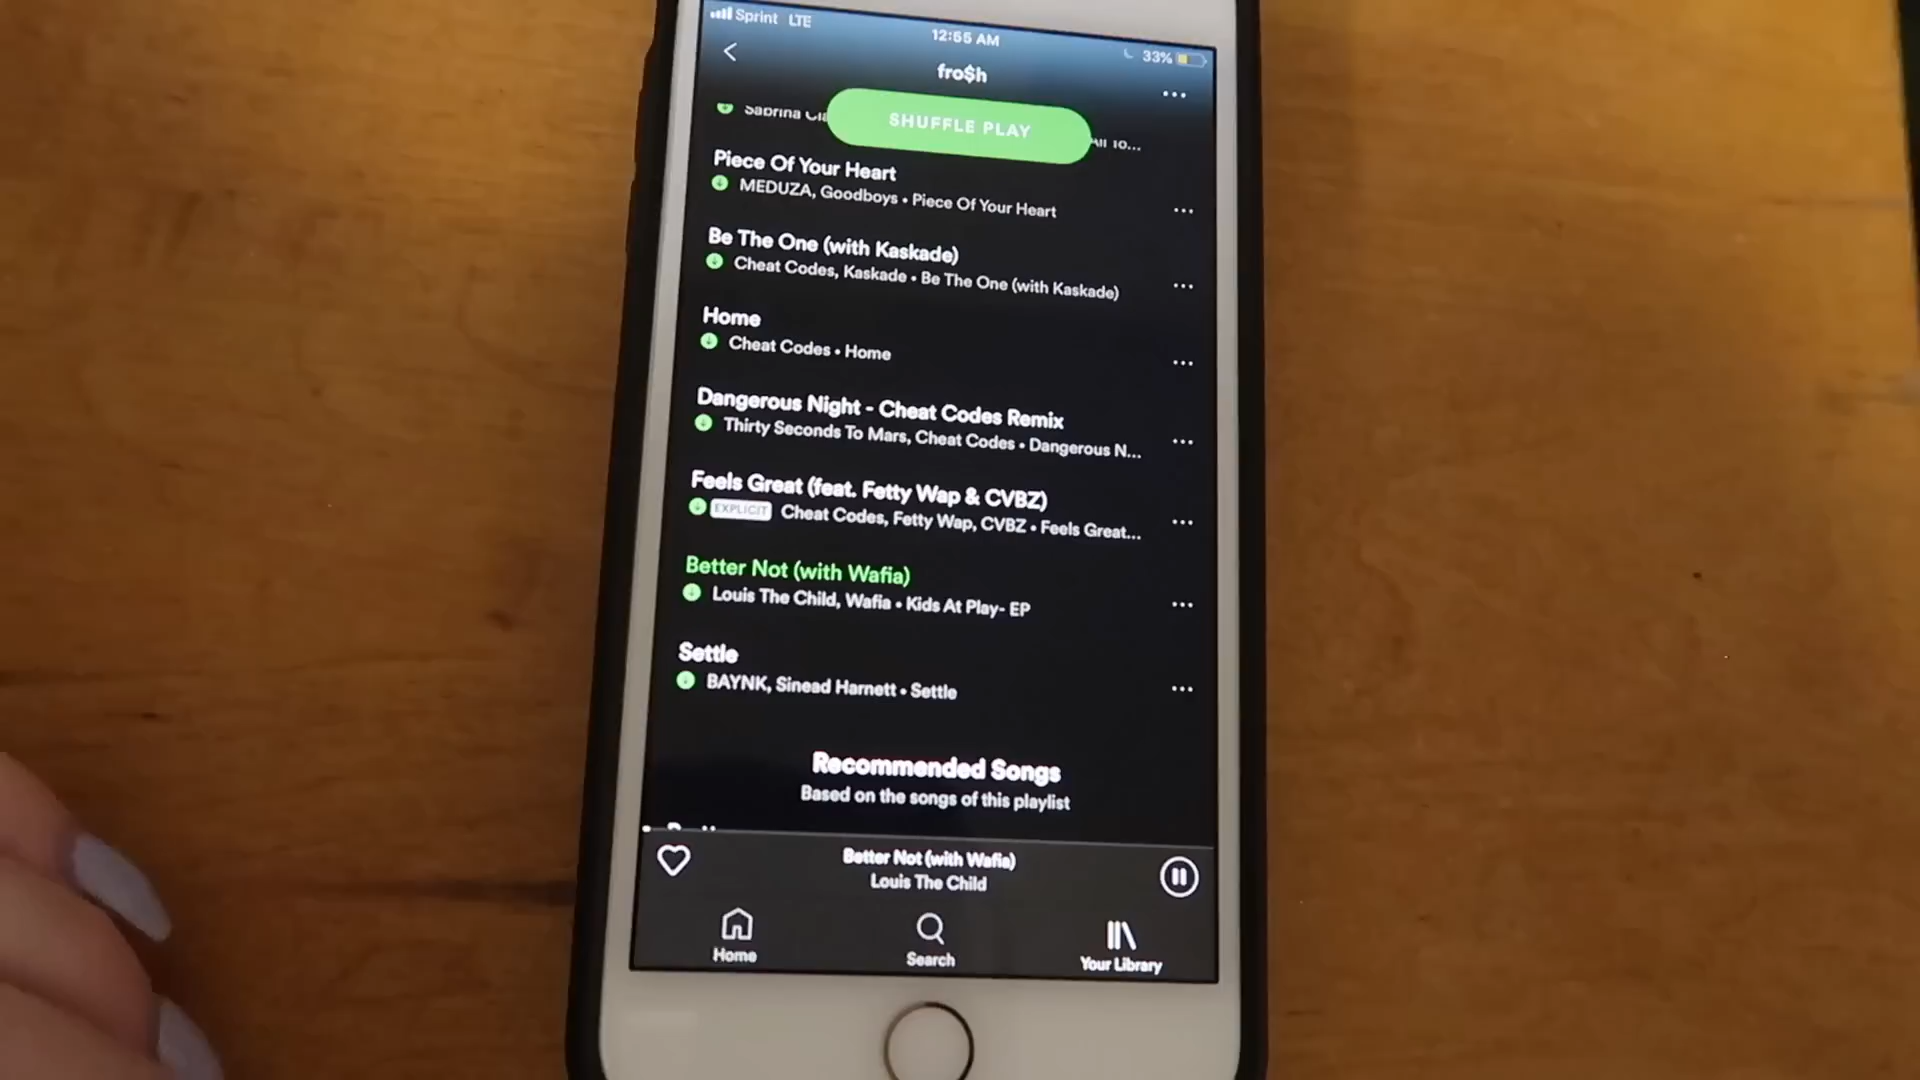 Sprint LTE
12:55 AM
33%
fro$h
Sabrina
SHUFFLE PLAY
Piece Of Your Heart
MEDUZA, Goodboys • Piece Of Your Heart
Be The One (with Kaskade)
Cheat Codes, Kaskade • Be The One (with Kaskade)
Home
Cheat Codes • Home
Dangerous Night - Cheat Codes Remix
Thirty Seconds To Mars, Cheat Codes • Dangerous N...
Feels Great (feat. Fetty Wap & CVBZ)
EXPLICIT Cheat Codes, Fetty Wap, CVBZ • Feels Great...
Better Not (with Wafia)
Louis The Child, Wafia • Kids At Play- EP
Settle
BAYNK, Sinead Harnett • Settle
Recommended Songs
Based on the songs of this playlist
Better Not (with Wafia)
Louis The Child
Home
Search
Your Library